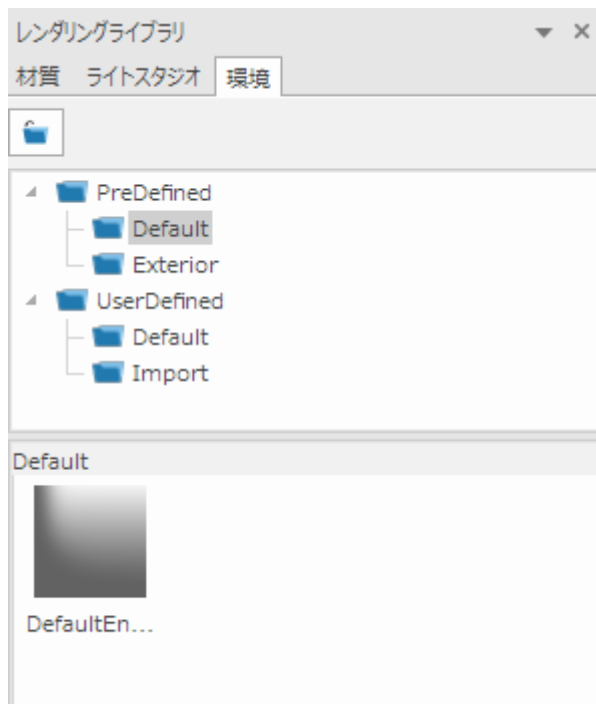 レンダリングライブラリ
材質 ライトスタジオ 環境
PreDefined
Default
Exterior
UserDefined
Default
Import
Default
DefaultEn...